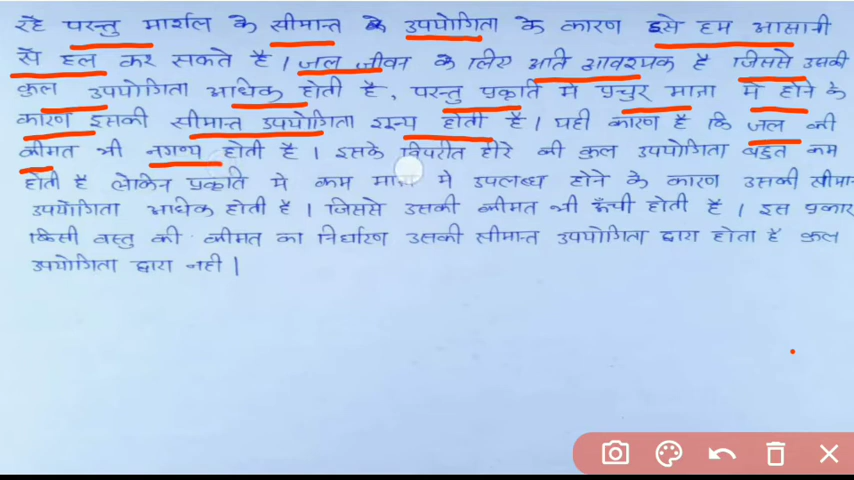 रहे परन्तु मार्शल के सीमान्त के उपयोगिता के कारण इसे हम आसानी
से हल कर सकते है। जल जीवन के लिए अति आवश्यक है जिससे उसकी
कुल उपयोगिता अधिक होती है, परन्तु प्रकृति मे प्रचुर मात्रा मे होने के
कारण इसकी सीमान्त उपयोगिता शून्य होती है। यही कारण है कि जल की
कीमत भी नगण्य होती है। इसके विपरीत हीरे की कुल उपयोगिता बहुत कम
होती है लेकिन प्रकृति मे कम मात्रा मे उपलब्ध होने के कारण उसकी सीमान
उपयोगिता अधिक होती है। जिससे उसकी कीमत भी ऊँची होती है। इस प्रकार
किसी वस्तु की कीमत का निर्धारण उसकी सीमान्त उपयोगिता द्वारा होता है कुल
उपयोगिता द्वारा नही।